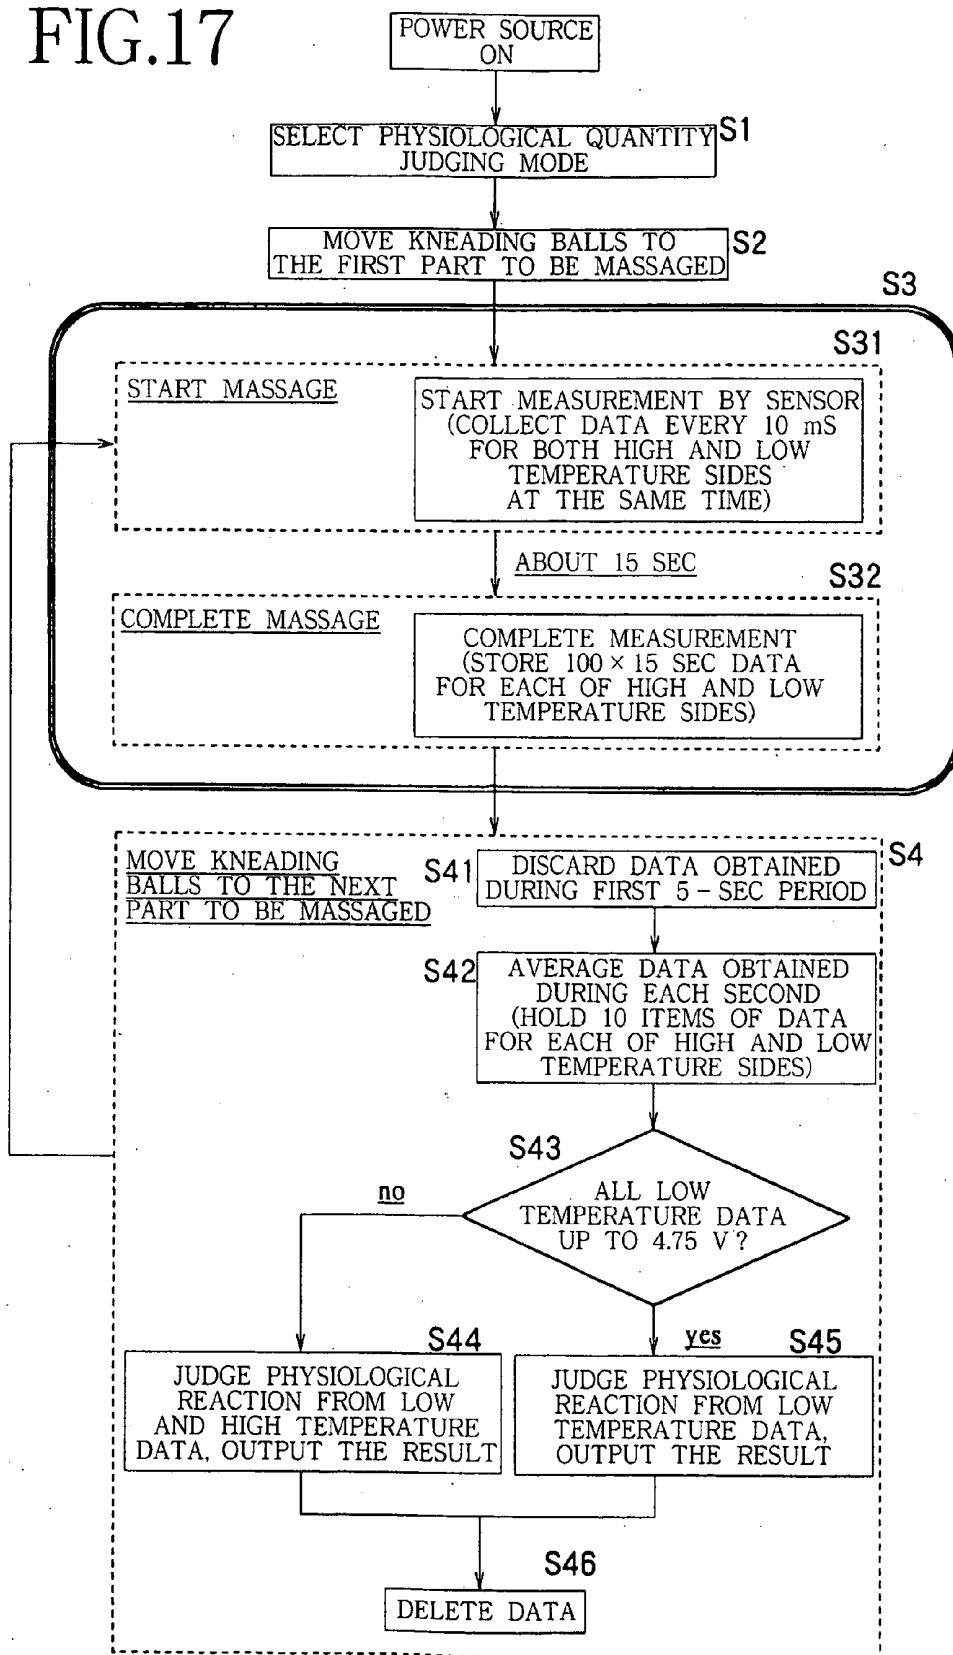 FIG.17
POWER SOURCE
ON
S1
SELECT PHYSIOLOGICAL QUANTITY
JUDGING MODE
S2
MOVE KNEADING BALLS TO
THE FIRST PART TO BE MASSAGED
S3
S31
START MASSAGE
START MEASUREMENT BY SENSOR
(COLLECT DATA EVERY 10 mS
FOR BOTH HIGH AND LOW
TEMPERATURE SIDES
AT THE SAME TIME)
ABOUT 15 SEC
S32
COMPLETE MASSAGE
COMPLETE MEASUREMENT
(STORE 100 × 15 SEC DATA
FOR EACH OF HIGH AND LOW
TEMPERATURE SIDES)
S4
MOVE KNEADING
BALLS TO THE NEXT
PART TO BE MASSAGED
S41
DISCARD DATA OBTAINED
DURING FIRST 5 - SEC PERIOD
S42
AVERAGE DATA OBTAINED
DURING EACH SECOND
(HOLD 10 ITEMS OF DATA
FOR EACH OF HIGH AND LOW
TEMPERATURE SIDES)
S43
ALL LOW
TEMPERATURE DATA
UP TO 4.75 V?
no
yes
S44
JUDGE PHYSIOLOGICAL
REACTION FROM LOW
AND HIGH TEMPERATURE
DATA, OUTPUT THE RESULT
S45
JUDGE PHYSIOLOGICAL
REACTION FROM LOW
TEMPERATURE DATA,
OUTPUT THE RESULT
S46
DELETE DATA